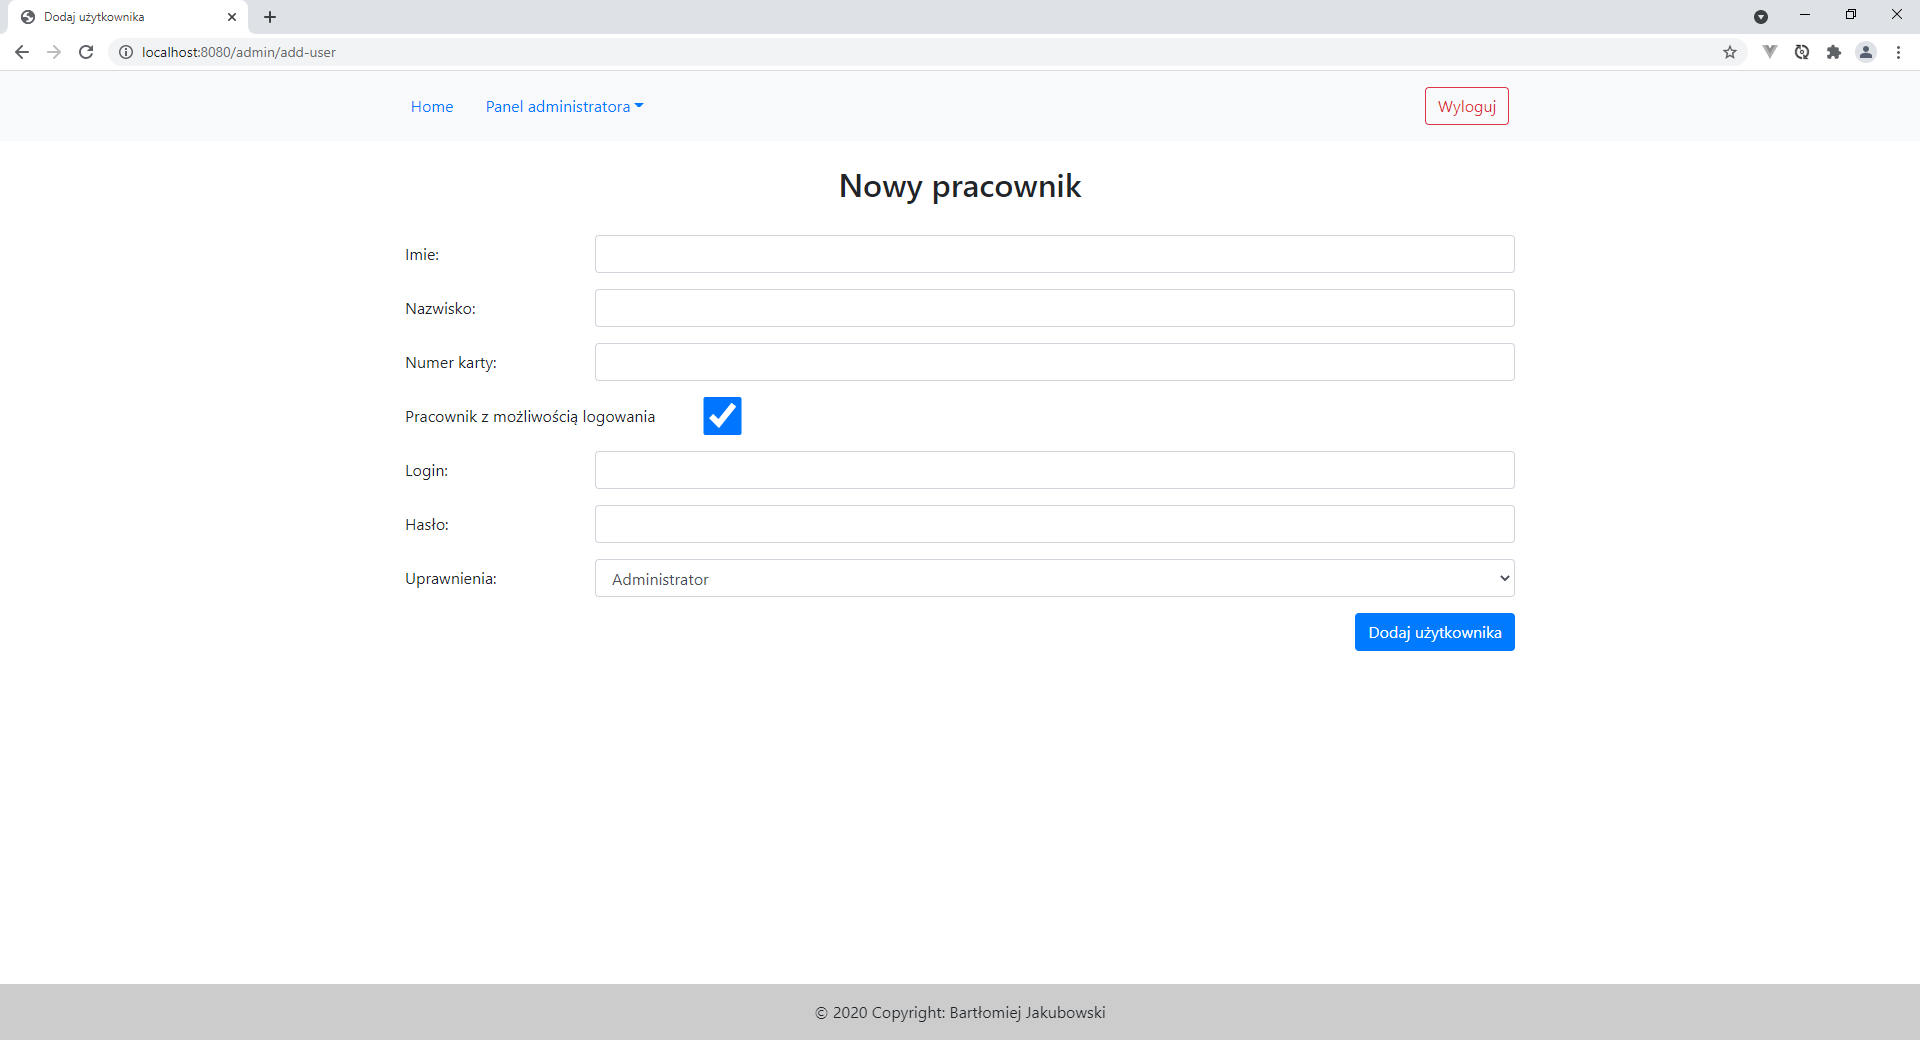 Dodaj użytkownika
localhost:8080/admin/add-user
Home Panel administratora Wyloguj
Nowy pracownik
Imie:
Nazwisko:
Numer karty:
Pracownik z możliwością logowania
Login:
Hasło:
Uprawnienia: Administrator
Dodaj użytkownika
© 2020 Copyright: Bartłomiej Jakubowski